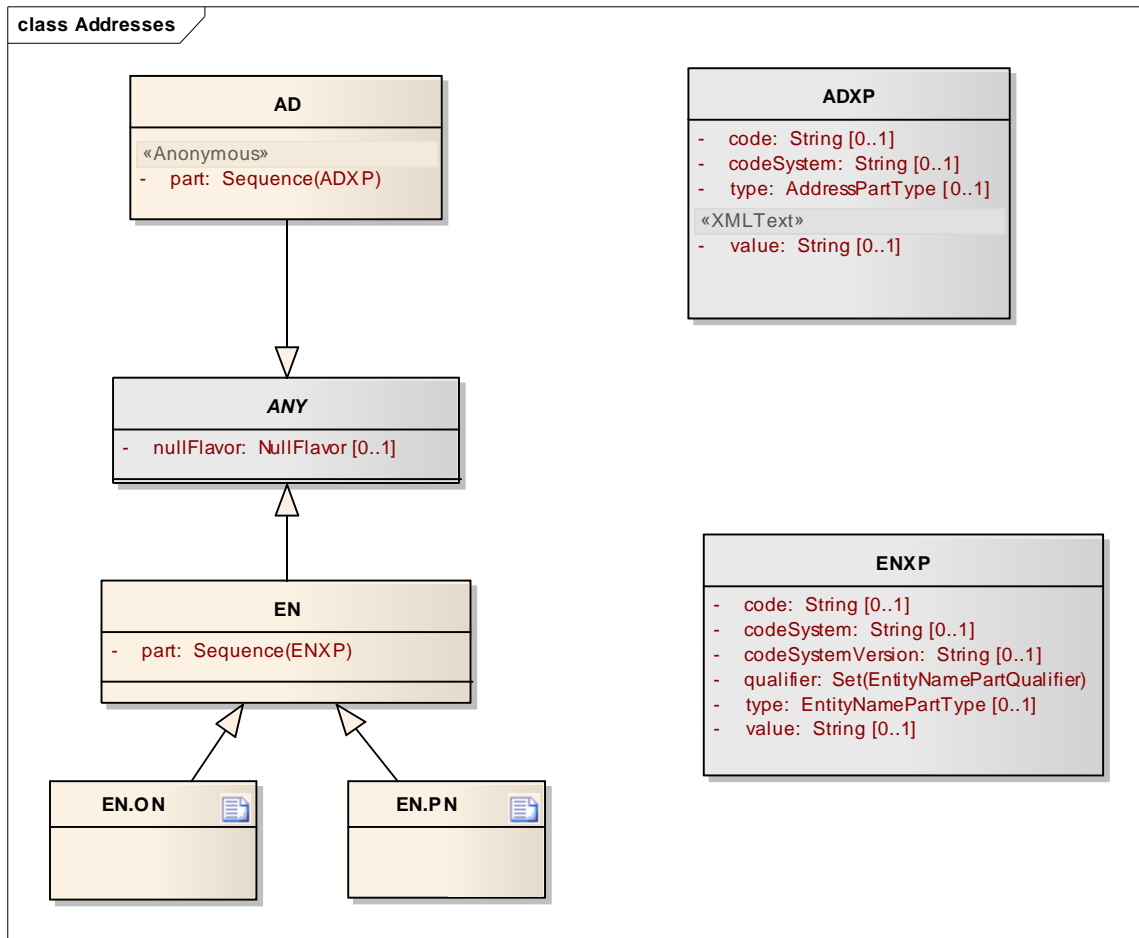 class Addresses
AD
«Anonymous»
- part: Sequence(ADXP)
ADXP
- code: String [0..1]
- codeSystem: String [0..1]
- type: AddressPartType [0..1]
«XMLText»
- value: String [0..1]
ANY
- nullFlavor: NullFlavor [0..1]
EN
- part: Sequence(ENXP)
ENXP
- code: String [0..1]
- codeSystem: String [0..1]
- codeSystemVersion: String [0..1]
- qualifier: Set(EntityNamePartQualifier)
- type: EntityNamePartType [0..1]
- value: String [0..1]
EN.ON
EN.PN